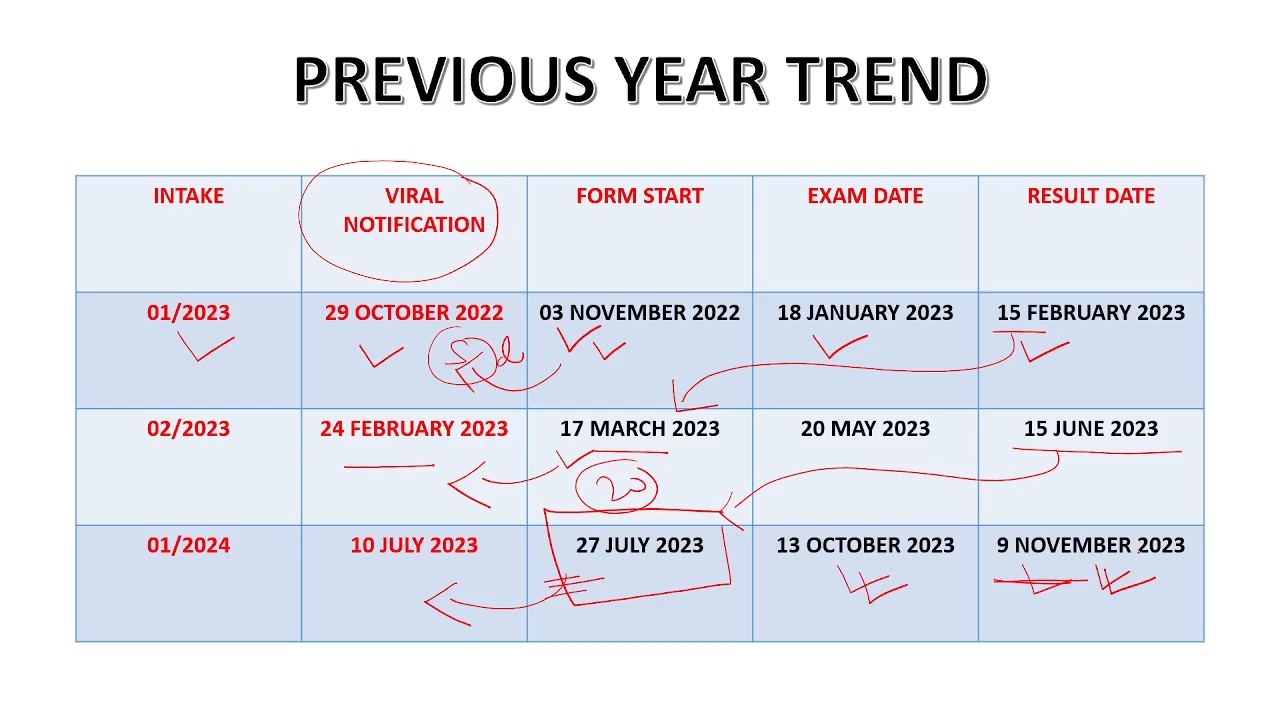 PREVIOUS YEAR TREND
INTAKE
VIRAL
NOTIFICATION
FORM START
EXAM DATE
RESULT DATE
01/2023
29 OCTOBER 2022
03 NOVEMBER 2022
18 JANUARY 2023
15 FEBRUARY 2023
5 d
02/2023
24 FEBRUARY 2023
17 MARCH 2023
20 MAY 2023
15 JUNE 2023
20
01/2024
10 JULY 2023
27 JULY 2023
13 OCTOBER 2023
9 NOVEMBER 2023